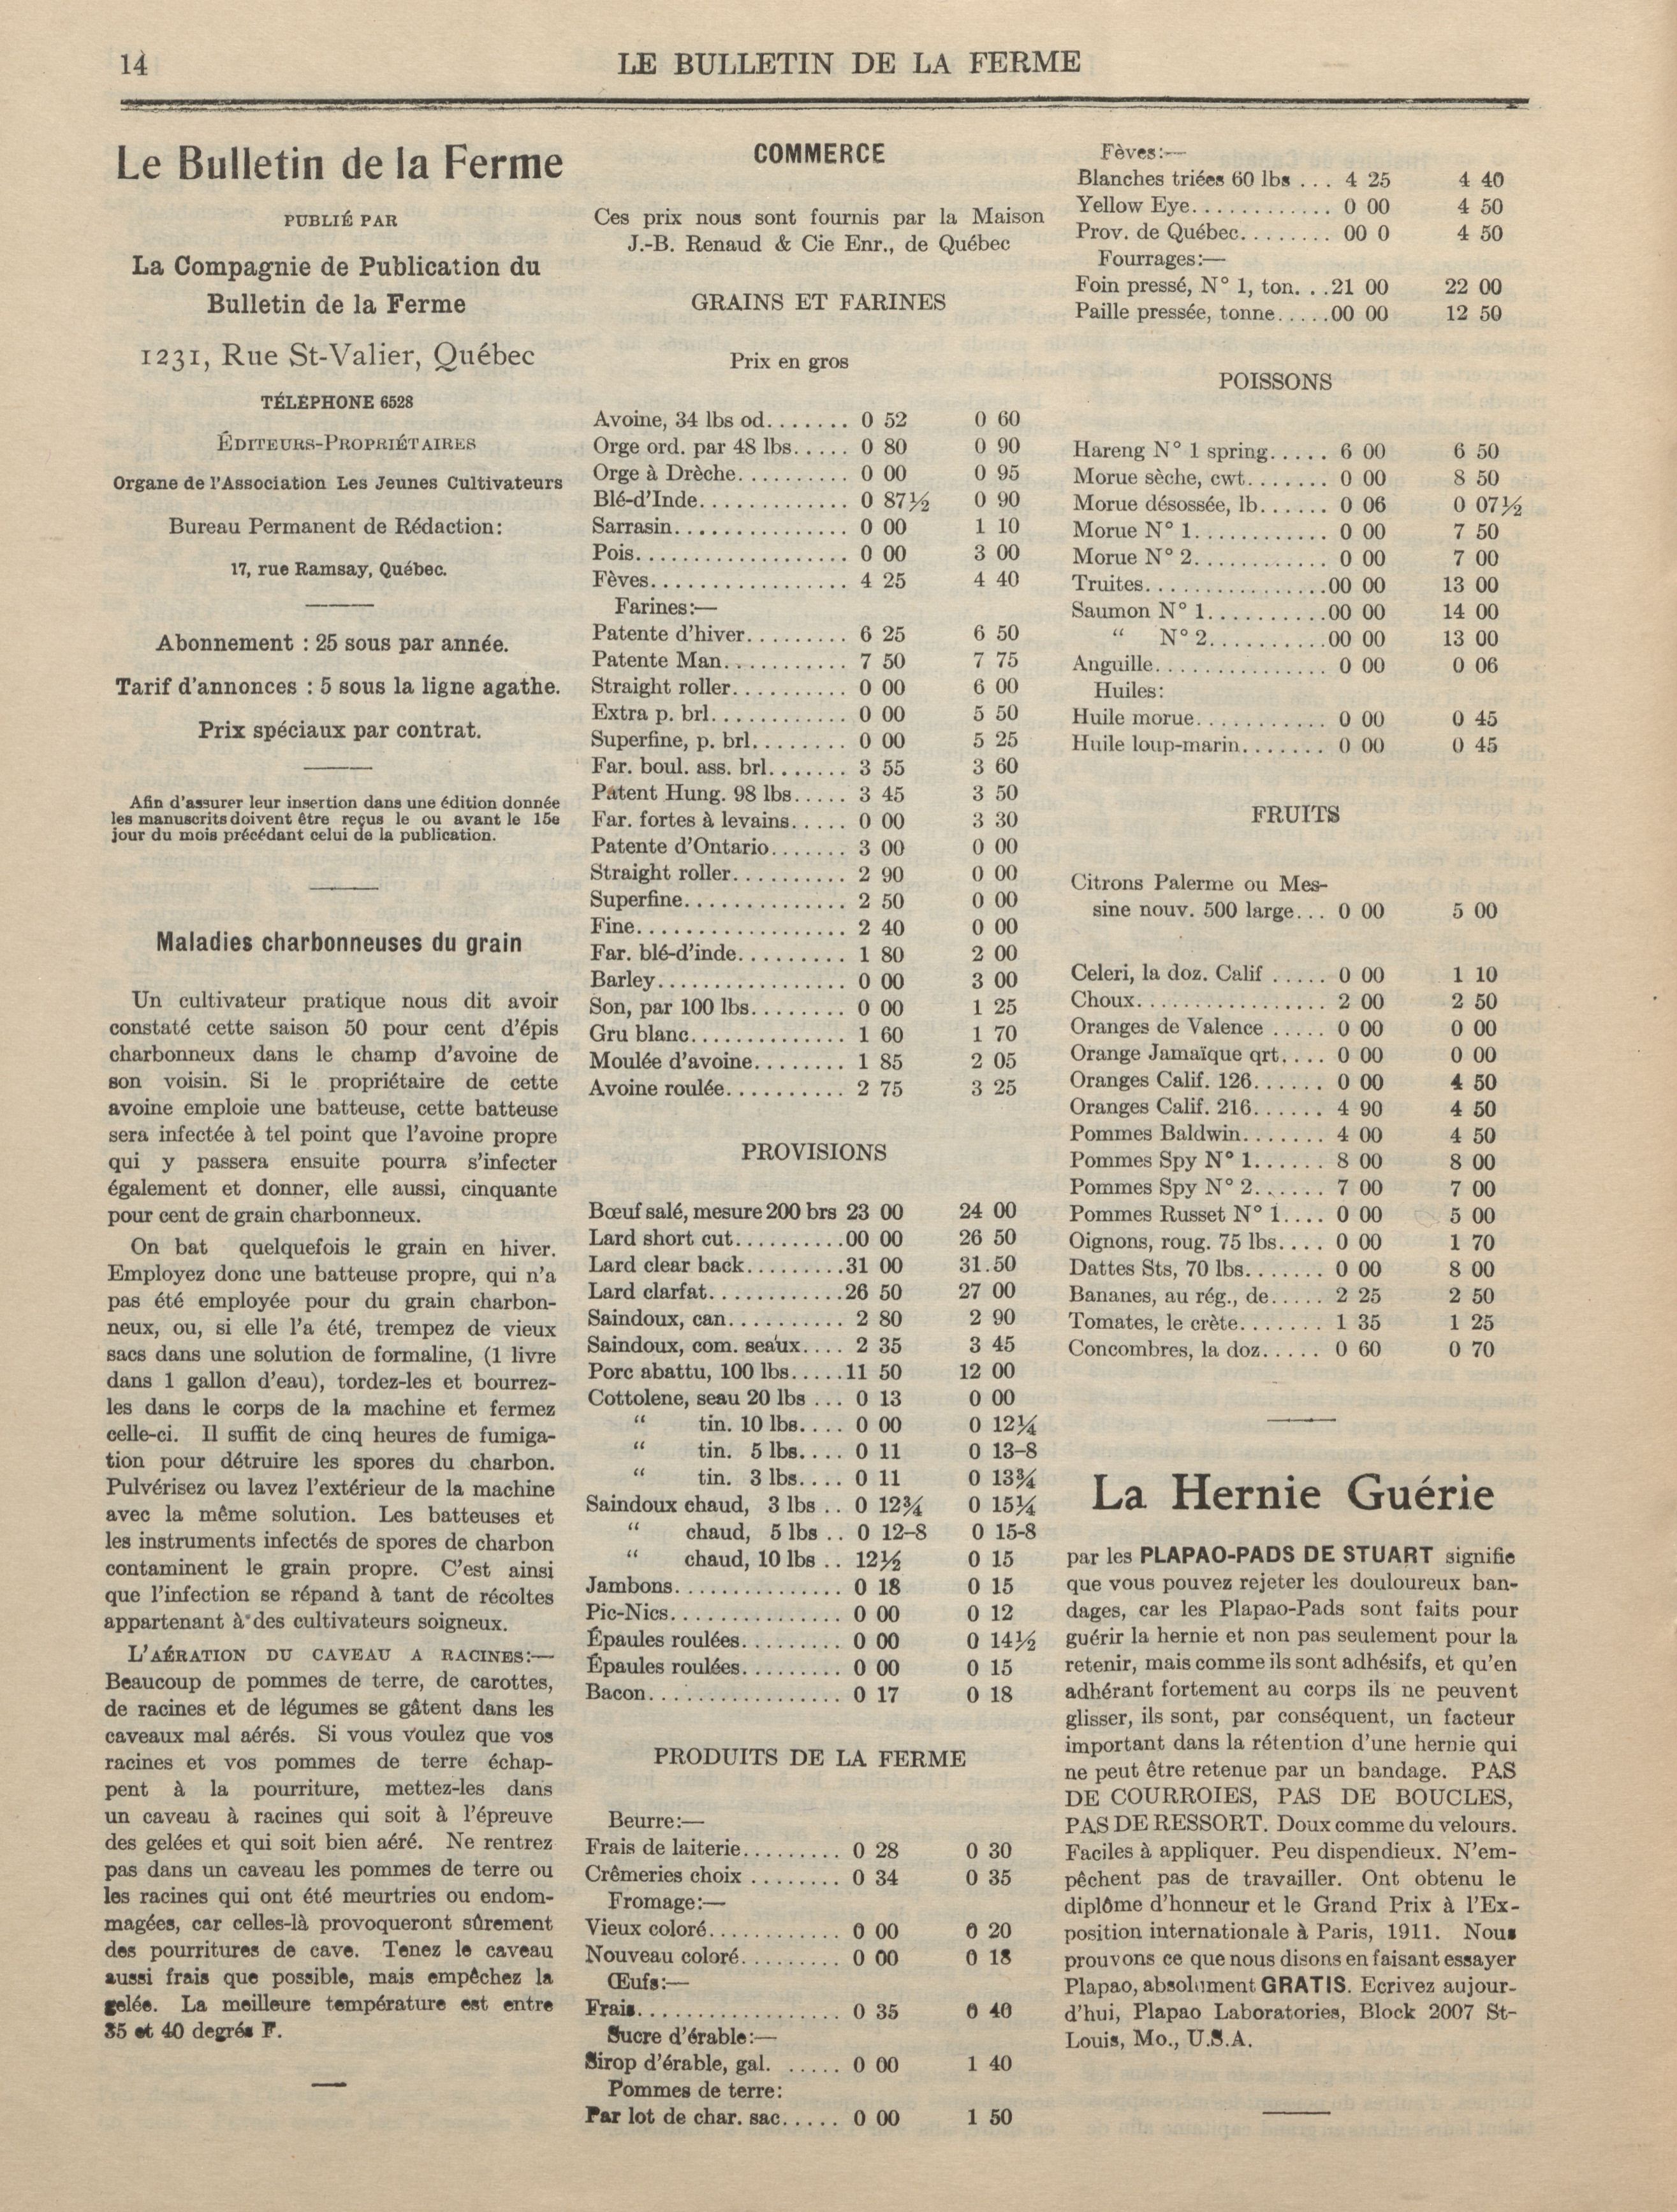 14
LE BULLETIN DE LA FERME
Le Bulletin de la Ferme
PUBLIÉ PAR
La Compagnie de Publication du
Bulletin de la Ferme
1231, Rue St-Valier, Québec
TÉLÉPHONE 6528
ÉDITEURS-PROPRIÉTAIRES
Organe de l'Association Les Jeunes Cultivateurs
Bureau Permanent de Rédaction:
17, rue Ramsay, Québec.
Abonnement : 25 sous par année.
Tarif d'annonces : 5 sous la ligne agathe.
Prix spéciaux par contrat.
Afin d'assurer leur insertion dans une édition donnée
les manuscrits doivent être reçus le ou avant le 15e
jour du mois précédant celui de la publication.
Maladies charbonneuses du grain
Un cultivateur pratique nous dit avoir
constaté cette saison 50 pour cent d'épis
charbonneux dans le champ d'avoine de
son voisin. Si le propriétaire de cette
avoine emploie une batteuse, cette batteuse
sera infectée à tel point que l'avoine propre
qui y passera ensuite pourra s'infecter
également et donner, elle aussi, cinquante
pour cent de grain charbonneux.
On bat quelquefois le grain en hiver.
Employez donc une batteuse propre, qui n'a
pas été employée pour du grain charbon-
neux, ou, si elle l'a été, trempez de vieux
sacs dans une solution de formaline, (1 livre
dans 1 gallon d'eau), tordez-les et bourrez-
les dans le corps de la machine et fermez
celle-ci. Il suffit de cinq heures de fumiga-
tion pour détruire les spores du charbon.
Pulvérisez ou lavez l'extérieur de la machine
avec la même solution. Les batteuses et
les instruments infectés de spores de charbon
contaminent le grain propre. C'est ainsi
que l'infection se répand à tant de récoltes
appartenant à des cultivateurs soigneux.
L'AÉRATION DU CAVEAU A RACINES:—
Beaucoup de pommes de terre, de carottes,
de racines et de légumes se gâtent dans les
caveaux mal aérés. Si vous voulez que vos
racines et vos pommes de terre échap-
pent à la pourriture, mettez-les dans
un caveau à racines qui soit à l'épreuve
des gelées et qui soit bien aéré. Ne rentrez
pas dans un caveau les pommes de terre ou
les racines qui ont été meurtries ou endom-
magées, car celles-là provoqueront sûrement
des pourritures de cave. Tenez le caveau
aussi frais que possible, mais empêchez la
gelée. La meilleure température est entre
35 et 40 degrés F.
COMMERCE
Ces prix nous sont fournis par la Maison
J.-B. Renaud & Cie Enr., de Québec
GRAINS ET FARINES
Prix en gros
Avoine, 34 lbs od....... 0 52 0 60
Orge ord. par 48 lbs..... 0 80 0 90
Orge à Drèche.......... 0 00 0 95
Blé-d'Inde............. 0 87½ 0 90
Sarrasin............... 0 00 1 10
Pois................... 0 00 3 00
Fèves.................. 4 25 4 40
Farines:—
Patente d'hiver......... 6 25 6 50
Patente Man........... 7 50 7 75
Straight roller.......... 0 00 6 00
Extra p. brl............ 0 00 5 50
Superfine, p. brl........ 0 00 5 25
Far. boul. ass. brl....... 3 55 3 60
Patent Hung. 98 lbs..... 3 45 3 50
Far. fortes à levains..... 0 00 3 30
Patente d'Ontario....... 3 00 0 00
Straight roller.......... 2 90 0 00
Superfine.............. 2 50 0 00
Fine.................. 2 40 0 00
Far. blé-d'inde......... 1 80 2 00
Barley................. 0 00 3 00
Son, par 100 lbs........ 0 00 1 25
Gru blanc.............. 1 60 1 70
Moulée d'avoine........ 1 85 2 05
Avoine roulée.......... 2 75 3 25
PROVISIONS
Bœuf salé, mesure 200 brs 23 00 24 00
Lard short cut..........00 00 26 50
Lard clear back.........31 00 31.50
Lard clarfat............26 50 27 00
Saindoux, can.......... 2 80 2 90
Saindoux, com. seaux.... 2 35 3 45
Porc abattu, 100 lbs.....11 50 12 00
Cottolene, seau 20 lbs ... 0 13 0 00
“ tin. 10 lbs.... 0 00 0 12¼
“ tin. 5 lbs.... 0 11 0 13–8
“ tin. 3 lbs.... 0 11 0 13¾
Saindoux chaud, 3 lbs .. 0 12¾ 0 15¼
“ chaud, 5 lbs .. 0 12–8 0 15-8
“ chaud, 10 lbs .. 12½ 0 15
Jambons............... 0 18 0 15
Pic-Nics............... 0 00 0 12
Épaules roulées......... 0 00 0 14½
Épaules roulées......... 0 00 0 15
Bacon................. 0 17 0 18
PRODUITS DE LA FERME
Beurre:—
Frais de laiterie......... 0 28 0 30
Crêmeries choix ........ 0 34 0 35
Fromage:—
Vieux coloré............ 0 00 0 20
Nouveau coloré......... 0 00 0 18
Œufs:—
Frais.................. 0 35 0 40
Sucre d'érable:—
Sirop d'érable, gal. ..... 0 00 1 40
Pommes de terre:
Par lot de char. sac..... 0 00 1 50
Fèves:—
Blanches triées 60 lbs ... 4 25 4 40
Yellow Eye............ 0 00 4 50
Prov. de Québec........ 00 0 4 50
Fourrages:—
Foin pressé, N° 1, ton. ..21 00 22 00
Paille pressée, tonne.....00 00 12 50
POISSONS
Hareng N° 1 spring..... 6 00 6 50
Morue sèche, cwt....... 0 00 8 50
Morue désossée, lb...... 0 06 0 07½
Morue N° 1............ 0 00 7 50
Morue N° 2............ 0 00 7 00
Truites................00 00 13 00
Saumon N° 1...........00 00 14 00
“ N° 2..........00 00 13 00
Anguille............... 0 00 0 06
Huiles:
Huile morue........... 0 00 0 45
Huile loup-marin....... 0 00 0 45
FRUITS
Citrons Palerme ou Mes-
sine nouv. 500 large... 0 00 5 00
Celeri, la doz. Calif ..... 0 00 1 10
Choux................. 2 00 2 50
Oranges de Valence ..... 0 00 0 00
Orange Jamaïque qrt.... 0 00 0 00
Oranges Calif. 126...... 0 00 4 50
Oranges Calif. 216...... 4 90 4 50
Pommes Baldwin....... 4 00 4 50
Pommes Spy N° 1...... 8 00 8 00
Pommes Spy N° 2...... 7 00 7 00
Pommes Russet N° 1.... 0 00 5 00
Oignons, roug. 75 lbs.... 0 00 1 70
Dattes Sts, 70 lbs....... 0 00 8 00
Bananes, au rég., de..... 2 25 2 50
Tomates, le crète....... 1 35 1 25
Concombres, la doz..... 0 60 0 70
La Hernie Guérie
par les PLAPAO-PADS DE STUART signifie
que vous pouvez rejeter les douloureux ban-
dages, car les Plapao-Pads sont faits pour
guérir la hernie et non pas seulement pour la
retenir, mais comme ils sont adhésifs, et qu'en
adhérant fortement au corps ils ne peuvent
glisser, ils sont, par conséquent, un facteur
important dans la rétention d'une hernie qui
ne peut être retenue par un bandage. PAS
DE COURROIES, PAS DE BOUCLES,
PAS DE RESSORT. Doux comme du velours.
Faciles à appliquer. Peu dispendieux. N'em-
pêchent pas de travailler. Ont obtenu le
diplôme d'honneur et le Grand Prix à l'Ex-
position internationale à Paris, 1911. Nous
prouvons ce que nous disons en faisant essayer
Plapao, absolument GRATIS. Ecrivez aujour-
d'hui, Plapao Laboratories, Block 2007 St-
Louis, Mo., U.S.A.